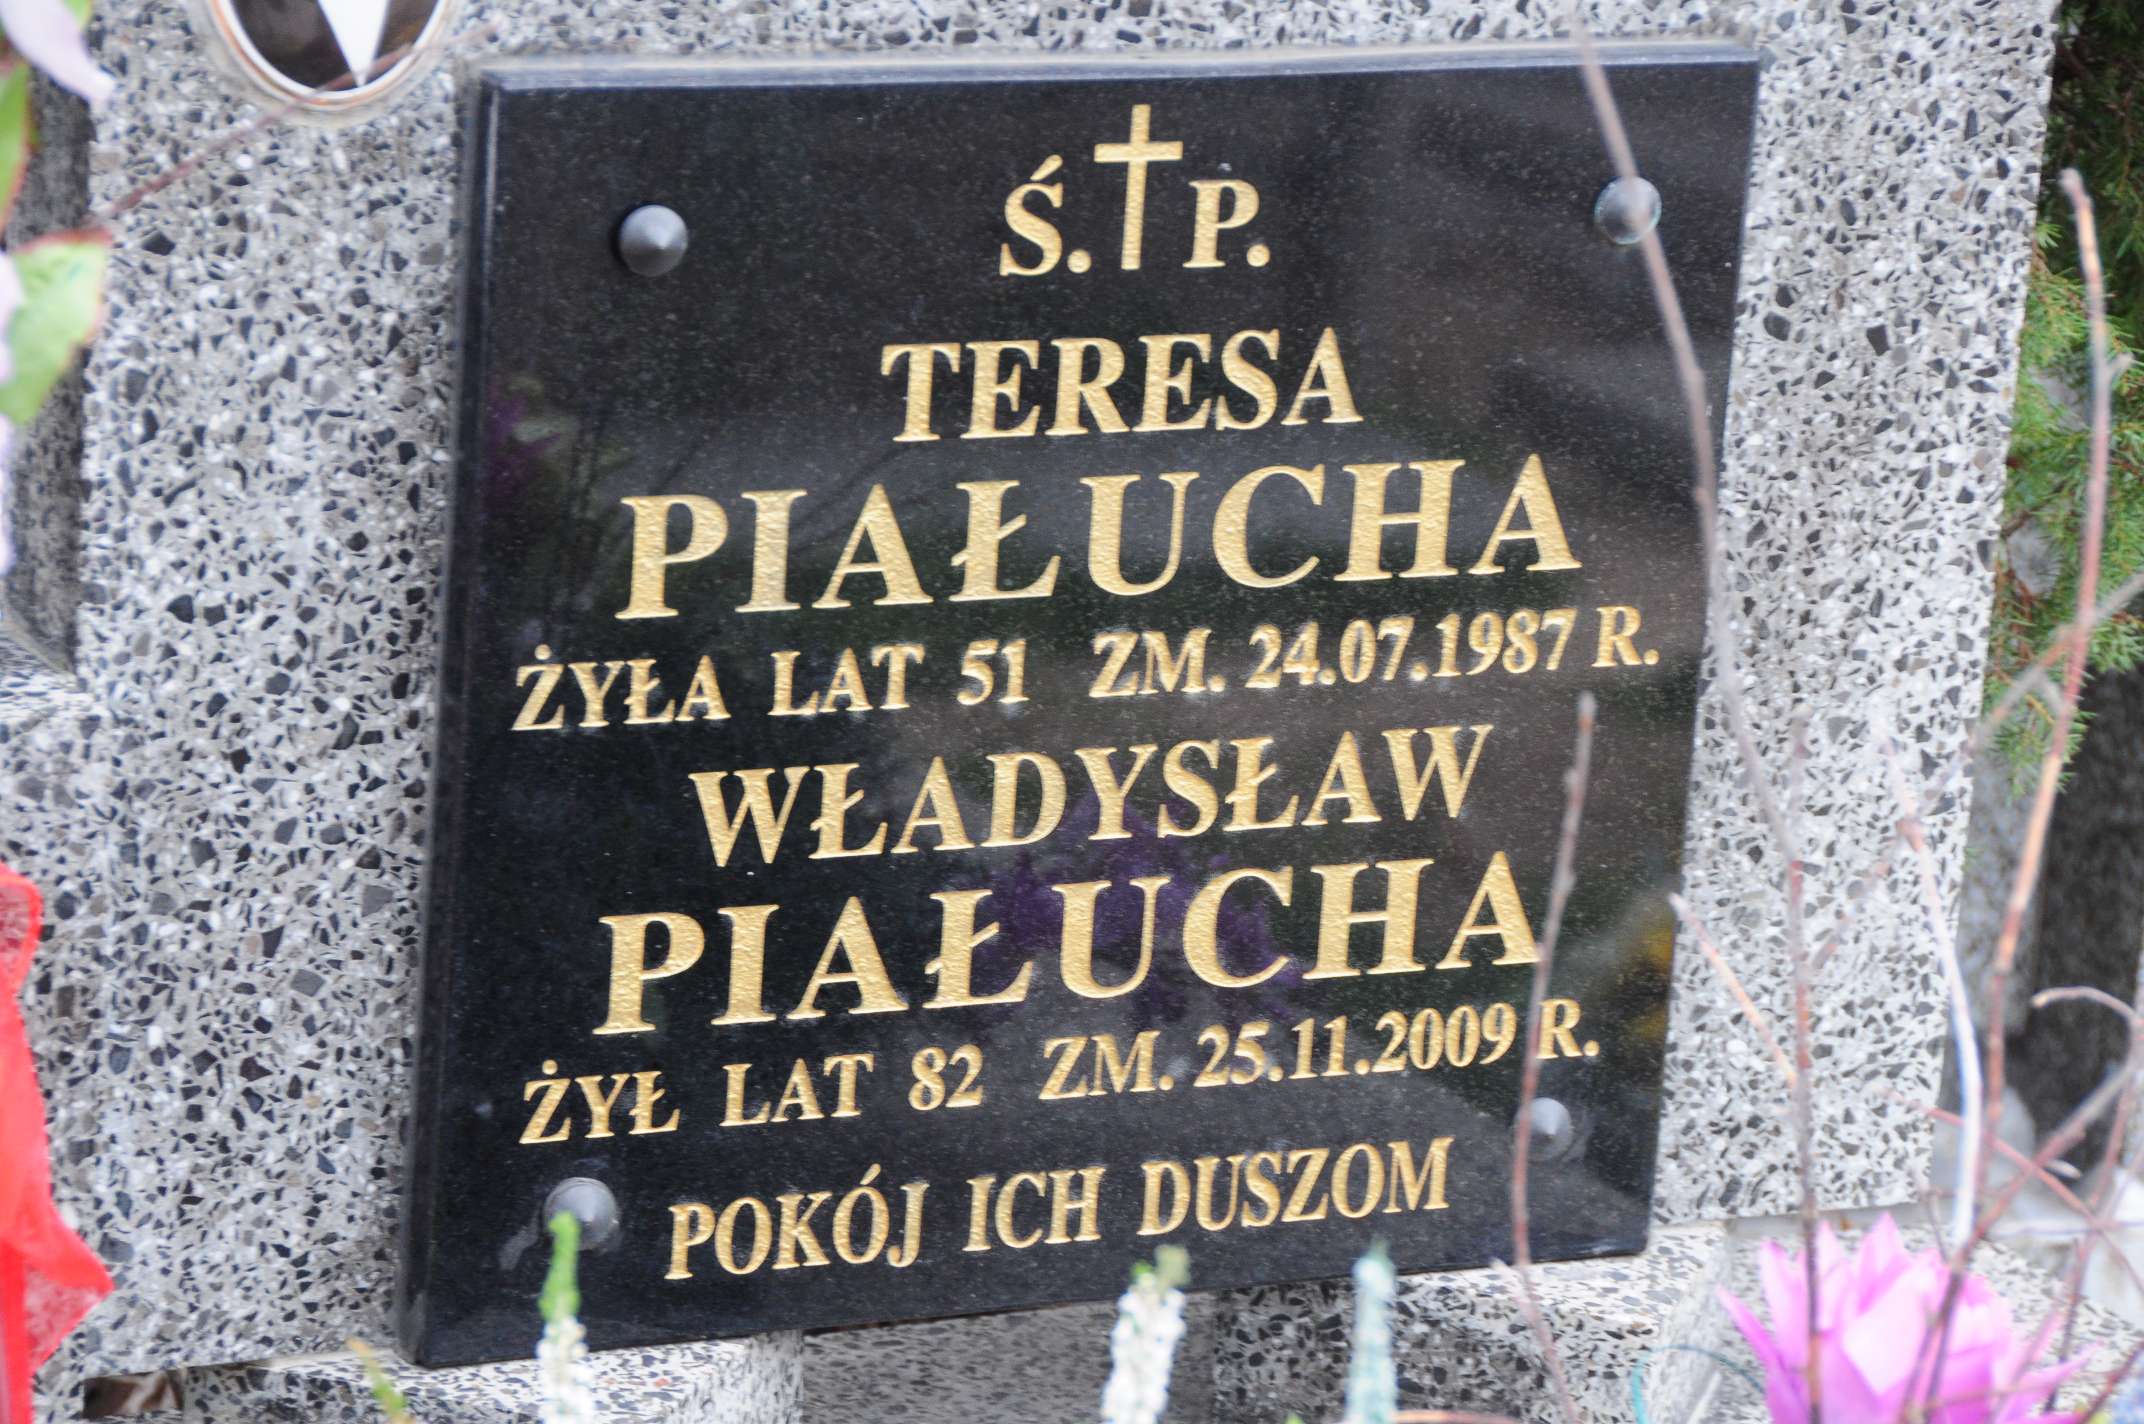 Ś. P.
TERESA
PIAŁUCHA
ŻYŁA LAT 51 ZM. 24.07.1987 R.
WŁADYSŁAW
PIAŁUCHA
ŻYŁ LAT 82 ZM. 25.11.2009 R.
POKÓJ ICH DUSZOM